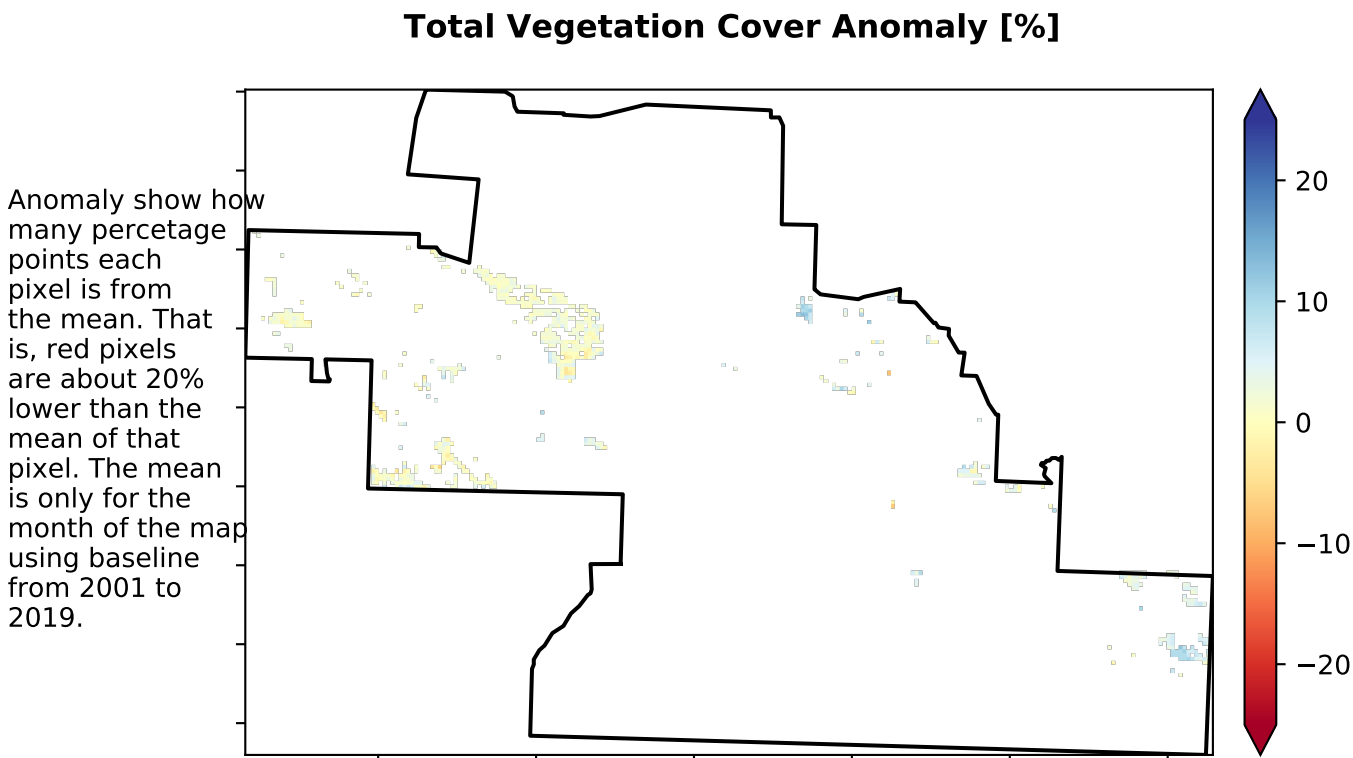 Total Vegetation Cover Anomaly [%]
Anomaly show how
many percetage
points each
pixel is from
the mean. That
is, red pixels
are about 20%
lower than the
mean of that
pixel. The mean
is only for the
month of the map
using baseline
from 2001 to
2019.
20
10
0
−10
−20